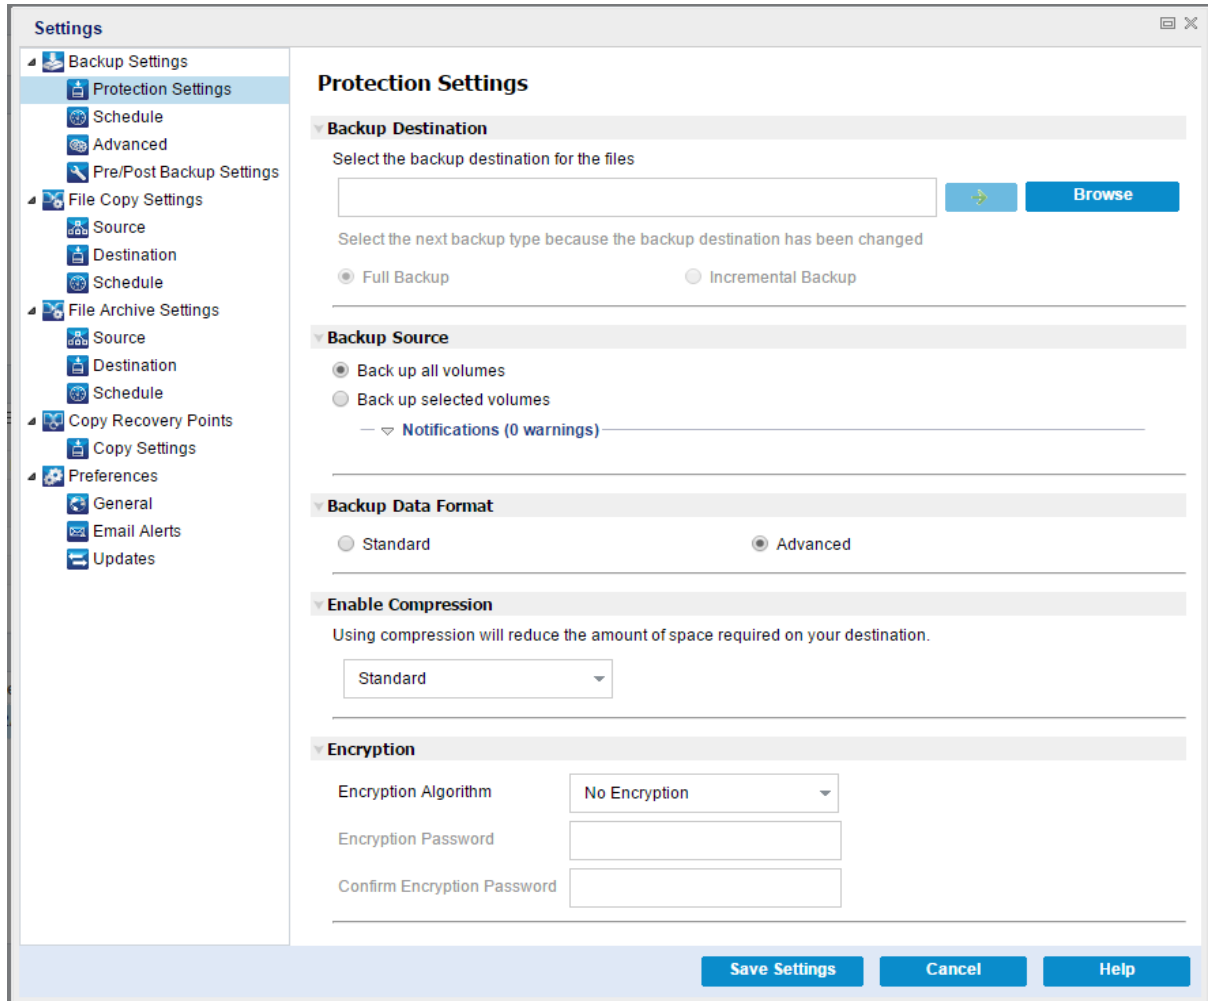 Settings
Backup Settings
Protection Settings
Schedule
Advanced
Pre/Post Backup Settings
File Copy Settings
Source
Destination
Schedule
File Archive Settings
Source
Destination
Schedule
Copy Recovery Points
Copy Settings
Preferences
General
Email Alerts
Updates
Protection Settings
Backup Destination
Select the backup destination for the files
Browse
Select the next backup type because the backup destination has been changed
Full Backup Incremental Backup
Backup Source
Back up all volumes
Back up selected volumes
Notifications (0 warnings)
Backup Data Format
Standard Advanced
Enable Compression
Using compression will reduce the amount of space required on your destination.
Standard
Encryption
Encryption Algorithm No Encryption
Encryption Password
Confirm Encryption Password
Save Settings Cancel Help